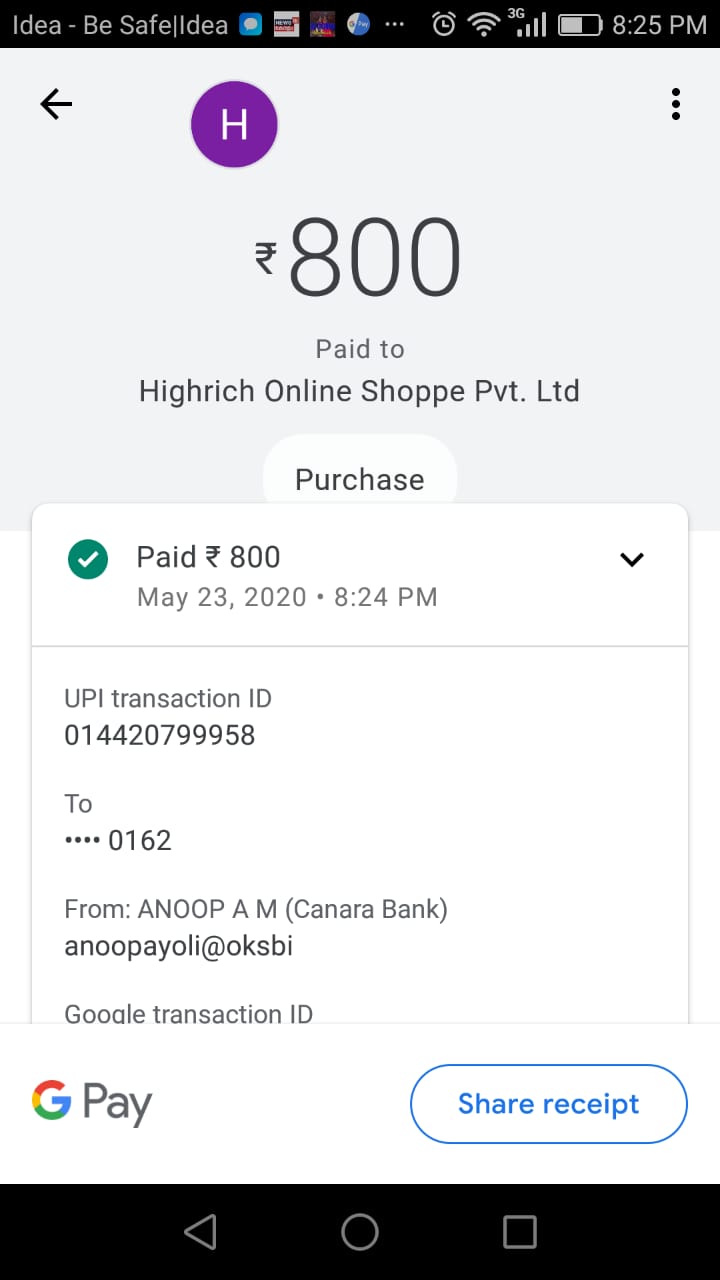 Idea - Be Safe|Idea 3G 8:25 PM
H
₹800
Paid to
Highrich Online Shoppe Pvt. Ltd
Purchase
Paid ₹ 800
May 23, 2020 • 8:24 PM
UPI transaction ID
014420799958
To
•••• 0162
From: ANOOP A M (Canara Bank)
anoopayoli@oksbi
Google transaction ID
G Pay
Share receipt